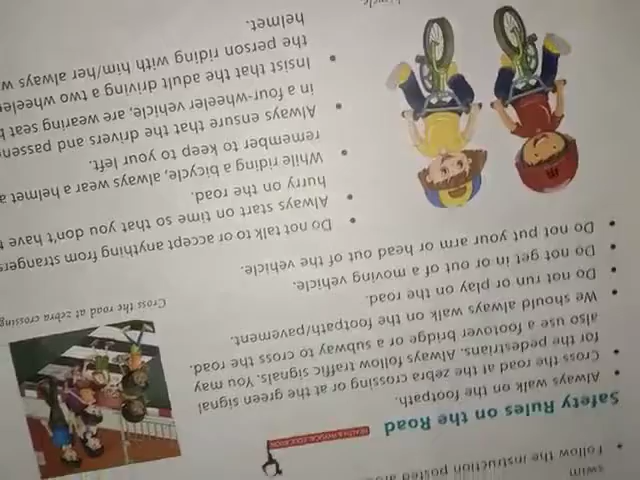 swim
Follow the instruction posted
HEALTH & PHYSICAL EDUCATION
Safety Rules on the Road
• Always walk on the footpath.
• Cross the road at the zebra crossing or at the green signal
for the pedestrians. Always follow traffic signals. You may
also use a footover bridge or a subway to cross the road.
• We should always walk on the footpath/pavement.
• Do not run or play on the road.
• Do not get in or out of a moving vehicle.
• Do not put your arm or head out of the vehicle.
Cross the road at zebra crossing
• Do not talk to or accept anything from strangers
• Always start on time so that you don't have t
hurry on the road.
• While riding a bicycle, always wear a helmet a
remember to keep to your left.
• Always ensure that the drivers and passen
in a four-wheeler vehicle, are wearing seat b
• Insist that the adult driving a two wheele
the person riding with him/her always w
helmet.